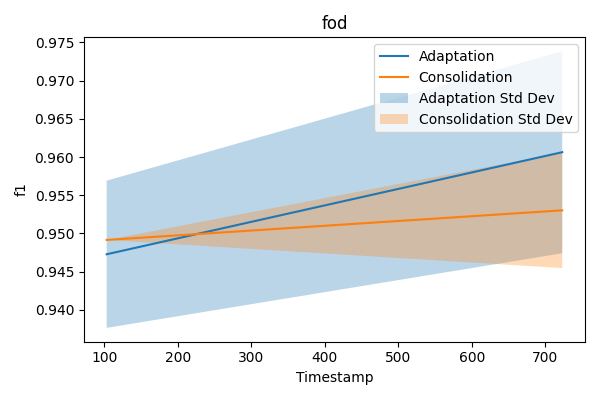 fod
0.975
0.970
0.965
0.960
0.955
0.950
0.945
0.940
f1
Adaptation
Consolidation
Adaptation Std Dev
Consolidation Std Dev
100 200 300 400 500 600 700
Timestamp